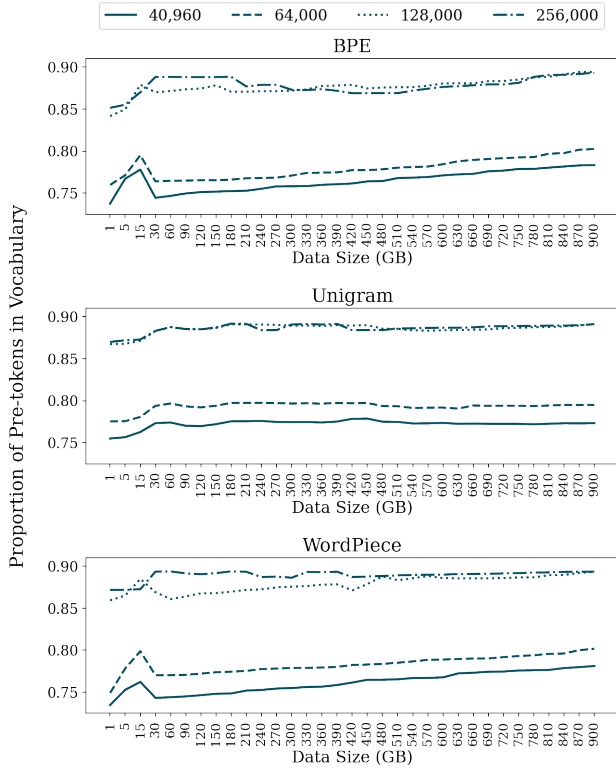 40,960 64,000 128,000 256,000
Proportion of Pre-tokens in Vocabulary
BPE
0.90
0.85
0.80
0.75
1 5 15 30 60 90 120 150 180 210 240 270 300 330 360 390 420 450 480 510 540 570 600 630 660 690 720 750 780 810 840 870 900
Data Size (GB)
Unigram
0.90
0.85
0.80
0.75
1 5 15 30 60 90 120 150 180 210 240 270 300 330 360 390 420 450 480 510 540 570 600 630 660 690 720 750 780 810 840 870 900
Data Size (GB)
WordPiece
0.90
0.85
0.80
0.75
1 5 15 30 60 90 120 150 180 210 240 270 300 330 360 390 420 450 480 510 540 570 600 630 660 690 720 750 780 810 840 870 900
Data Size (GB)